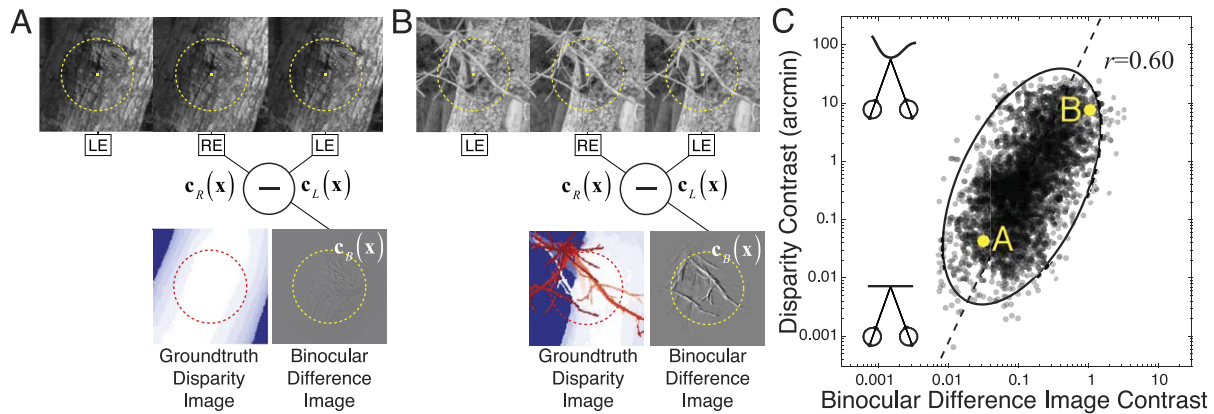 A
LE
RE
LE
c_R(x)
−
c_L(x)
c_B(x)
Groundtruth
Disparity
Image
Binocular
Difference
Image
B
LE
RE
LE
c_R(x)
−
c_L(x)
c_B(x)
Groundtruth
Disparity
Image
Binocular
Difference
Image
C
r=0.60
Disparity Contrast (arcmin)
100
10
1
0.1
0.01
0.001
B
A
0.001
0.01
0.1
1
10
Binocular Difference Image Contrast